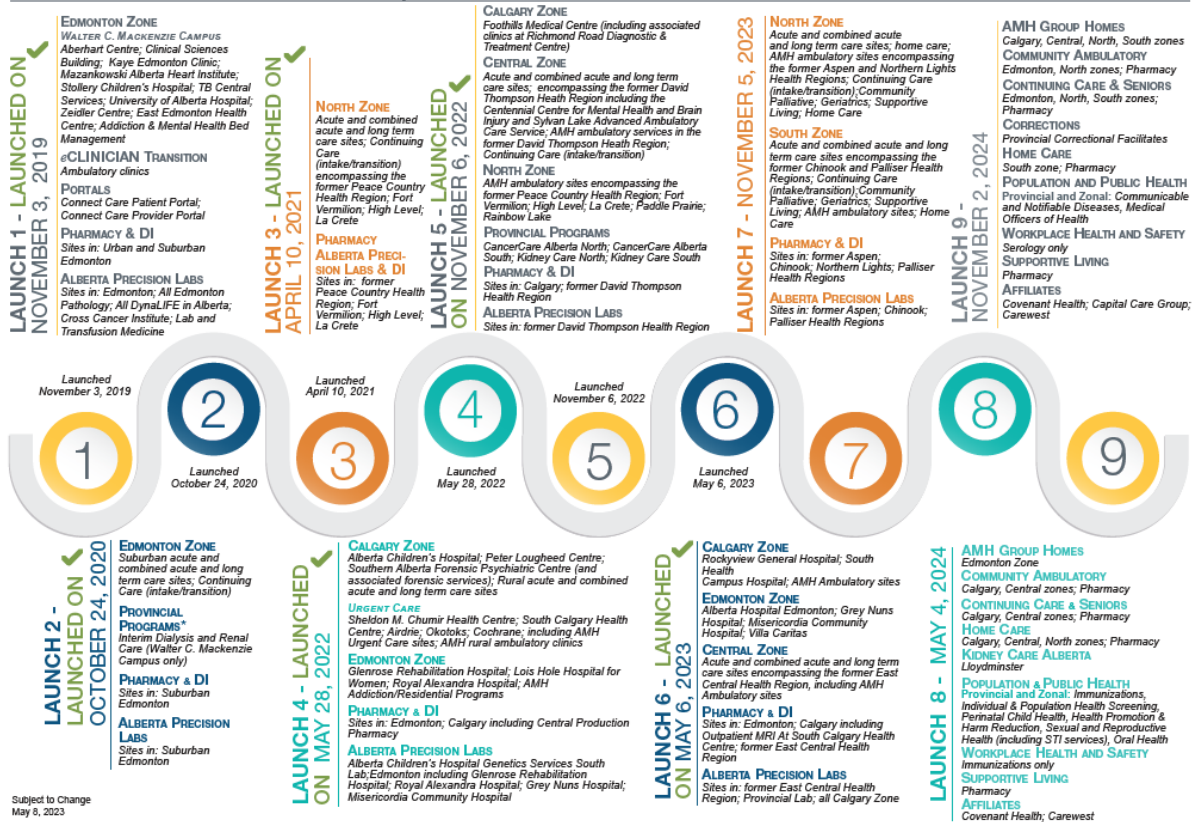 LAUNCH 1 - LAUNCHED ON
NOVEMBER 3, 2019
EDMONTON ZONE
WALTER C. MACKENZIE CAMPUS
Aberhart Centre; Clinical Sciences
Building; Kaye Edmonton Clinic;
Mazankowski Alberta Heart Institute;
Stollery Children's Hospital; TB Central
Services; University of Alberta Hospital;
Zeidler Centre; East Edmonton Health
Centre; Addiction & Mental Health Bed
Management
eCLINICIAN TRANSITION
Ambulatory clinics
PORTALS
Connect Care Patient Portal;
Connect Care Provider Portal
PHARMACY & DI
Sites in: Urban and Suburban
Edmonton
ALBERTA PRECISION LABS
Sites in: Edmonton; All Edmonton
Pathology; All DynaLIFE in Alberta;
Cross Cancer Institute; Lab and
Transfusion Medicine
LAUNCH 3 - LAUNCHED ON
APRIL 10, 2021
NORTH ZONE
Acute and combined
acute and long term
care sites; Continuing
Care
(intake/transition)
encompassing the
former Peace Country
Health Region; Fort
Vermilion; High Level;
La Crete
PHARMACY
ALBERTA PRECI-
SION LABS & DI
Sites in: former
Peace Country Health
Region; Fort
Vermilion; High Level;
La Crete
LAUNCH 5 - LAUNCHED
ON NOVEMBER 6, 2022
CALGARY ZONE
Foothills Medical Centre (including associated
clinics at Richmond Road Diagnostic &
Treatment Centre)
CENTRAL ZONE
Acute and combined acute and long term
care sites; encompassing the former David
Thompson Heath Region including the
Centennial Centre for Mental Health and Brain
Injury and Sylvan Lake Advanced Ambulatory
Care Service; AMH ambulatory services in the
former David Thompson Heath Region;
Continuing Care (intake/transition)
NORTH ZONE
AMH ambulatory sites encompassing the
former Peace Country Health Region; Fort
Vermilion; High Level; La Crete; Paddle Prairie;
Rainbow Lake
PROVINCIAL PROGRAMS
CancerCare Alberta North; CancerCare Alberta
South; Kidney Care North; Kidney Care South
PHARMACY & DI
Sites in: Calgary; former David Thompson
Health Region
ALBERTA PRECISION LABS
Sites in: former David Thompson Health Region
LAUNCH 7 - NOVEMBER 5, 2023
NORTH ZONE
Acute and combined acute
and long term care sites; home care;
AMH ambulatory sites encompassing
the former Aspen and Northern Lights
Health Regions; Continuing Care
(intake/transition);Community
Palliative; Geriatrics; Supportive
Living; Home Care
SOUTH ZONE
Acute and combined acute and long
term care sites encompassing the
former Chinook and Palliser Health
Regions; Continuing Care
(intake/transition);Community
Palliative; Geriatrics; Supportive
Living; AMH ambulatory sites; Home
Care
PHARMACY & DI
Sites in: former Aspen;
Chinook; Northern Lights; Palliser
Health Regions
ALBERTA PRECISION LABS
Sites in: former Aspen; Chinook;
Palliser Health Regions
LAUNCH 9 -
NOVEMBER 2, 2024
AMH GROUP HOMES
Calgary, Central, North, South zones
COMMUNITY AMBULATORY
Edmonton, North zones; Pharmacy
CONTINUING CARE & SENIORS
Edmonton, North, South zones;
Pharmacy
CORRECTIONS
Provincial Correctional Facilitates
HOME CARE
South zone; Pharmacy
POPULATION AND PUBLIC HEALTH
Provincial and Zonal: Communicable
and Notifiable Diseases, Medical
Officers of Health
WORKPLACE HEALTH AND SAFETY
Serology only
SUPPORTIVE LIVING
Pharmacy
AFFILIATES
Covenant Health; Capital Care Group;
Carewest
Launched
November 3, 2019
1
2
Launched
October 24, 2020
Launched
April 10, 2021
3
4
Launched
May 28, 2022
Launched
November 6, 2022
5
6
Launched
May 6, 2023
7
8
9
LAUNCH 2 -
LAUNCHED ON
OCTOBER 24, 2020
EDMONTON ZONE
Suburban acute and
combined acute and long
term care sites; Continuing
Care (intake/transition)
PROVINCIAL
PROGRAMS*
Interim Dialysis and Renal
Care (Walter C. Mackenzie
Campus only)
PHARMACY & DI
Sites in: Suburban
Edmonton
ALBERTA PRECISION
LABS
Sites in: Suburban
Edmonton
LAUNCH 4 - LAUNCHED
ON MAY 28, 2022
CALGARY ZONE
Alberta Children's Hospital; Peter Lougheed Centre;
Southern Alberta Forensic Psychiatric Centre (and
associated forensic services); Rural acute and combined
acute and long term care sites
URGENT CARE
Sheldon M. Chumir Health Centre; South Calgary Health
Centre; Airdrie; Okotoks; Cochrane; including AMH
Urgent Care sites; AMH rural ambulatory clinics
EDMONTON ZONE
Glenrose Rehabilitation Hospital; Lois Hole Hospital for
Women; Royal Alexandra Hospital; AMH
Addiction/Residential Programs
PHARMACY & DI
Sites in: Edmonton; Calgary including Central Production
Pharmacy
ALBERTA PRECISION LABS
Alberta Children's Hospital Genetics Services South
Lab;Edmonton including Glenrose Rehabilitation
Hospital; Royal Alexandra Hospital; Grey Nuns Hospital;
Misericordia Community Hospital
LAUNCH 6 - LAUNCHED
ON MAY 6, 2023
CALGARY ZONE
Rockyview General Hospital; South
Health
Campus Hospital; AMH Ambulatory sites
EDMONTON ZONE
Alberta Hospital Edmonton; Grey Nuns
Hospital; Misericordia Community
Hospital; Villa Caritas
CENTRAL ZONE
Acute and combined acute and long term
care sites encompassing the former East
Central Health Region, including AMH
Ambulatory sites
PHARMACY & DI
Sites in: Edmonton; Calgary including
Outpatient MRI At South Calgary Health
Centre; former East Central Health
Region
ALBERTA PRECISION LABS
Sites in: former East Central Health
Region; Provincial Lab; all Calgary Zone
LAUNCH 8 - MAY 4, 2024
AMH GROUP HOMES
Edmonton Zone
COMMUNITY AMBULATORY
Calgary, Central zones; Pharmacy
CONTINUING CARE & SENIORS
Calgary, Central zones; Pharmacy
HOME CARE
Calgary, Central, North zones; Pharmacy
KIDNEY CARE ALBERTA
Lloydminster
POPULATION & PUBLIC HEALTH
Provincial and Zonal: Immunizations,
Individual & Population Health Screening,
Perinatal Child Health, Health Promotion &
Harm Reduction, Sexual and Reproductive
Health (including STI services), Oral Health
WORKPLACE HEALTH AND SAFETY
Immunizations only
SUPPORTIVE LIVING
Pharmacy
AFFILIATES
Covenant Health; Carewest
Subject to Change
May 8, 2023